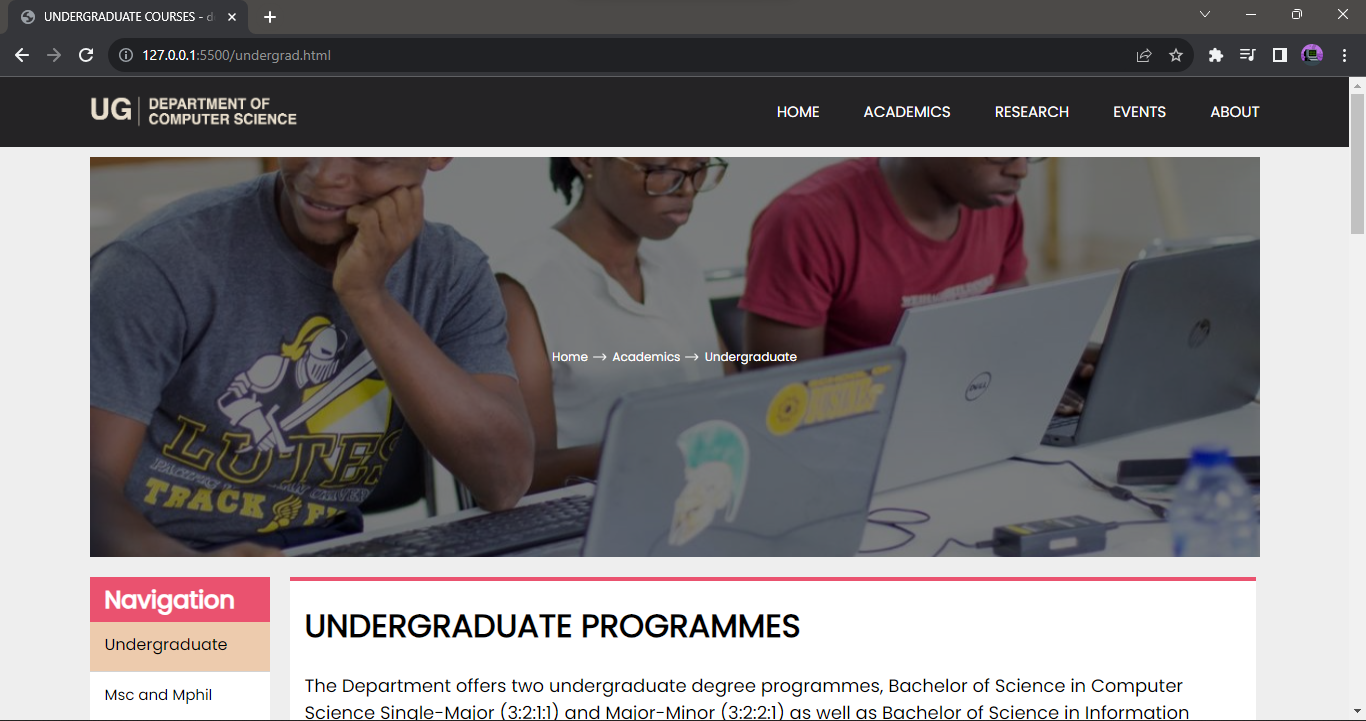 UNDERGRADUATE COURSES - d
127.0.0.1:5500/undergrad.html
UG DEPARTMENT OF
COMPUTER SCIENCE
HOME ACADEMICS RESEARCH EVENTS ABOUT
Home → Academics → Undergraduate
LUTES
TRACK
DELL
Navigation
Undergraduate
Msc and Mphil
UNDERGRADUATE PROGRAMMES
The Department offers two undergraduate degree programmes, Bachelor of Science in Computer
Science Single-Major (3:2:1:1) and Major-Minor (3:2:2:1) as well as Bachelor of Science in Information